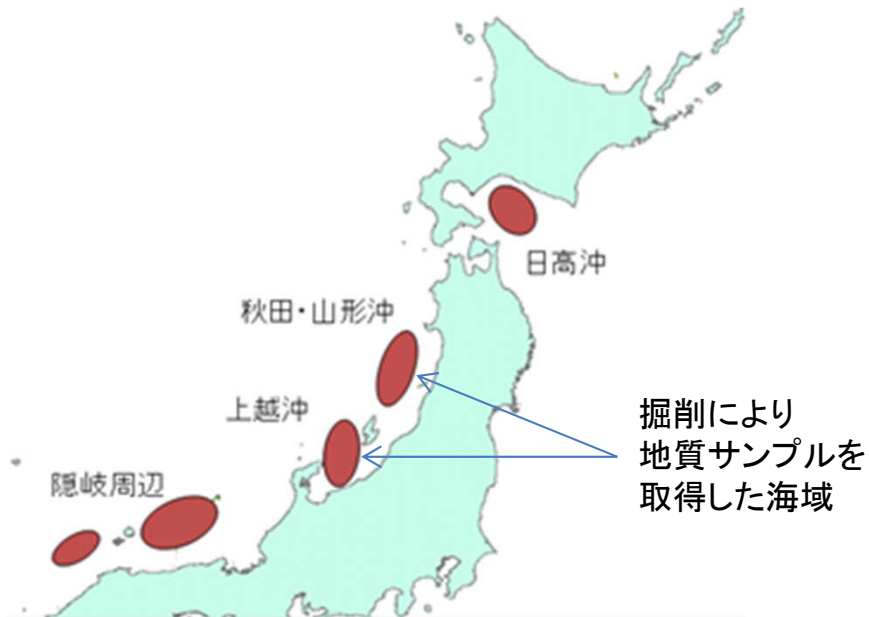 日高沖
秋田・山形沖
上越沖
隠岐周辺
掘削により
地質サンプルを
取得した海域